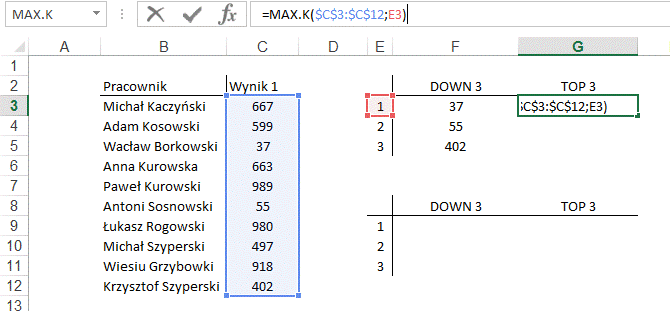 MAX.K =MAX.K($C$3:$C$12;E3)
A B C D E F G
1
2 Pracownik Wynik 1 DOWN 3 TOP 3
3 Michał Kaczyński 667 1 37 $C$3:$C$12;E3)
4 Adam Kosowski 599 2 55
5 Wacław Borkowski 37 3 402
6 Anna Kurowska 663
7 Paweł Kurowski 989
8 Antoni Sosnowski 55 DOWN 3 TOP 3
9 Łukasz Rogowski 980 1
10 Michał Szyperski 497 2
11 Wiesiu Grzybowki 918 3
12 Krzysztof Szyperski 402
13